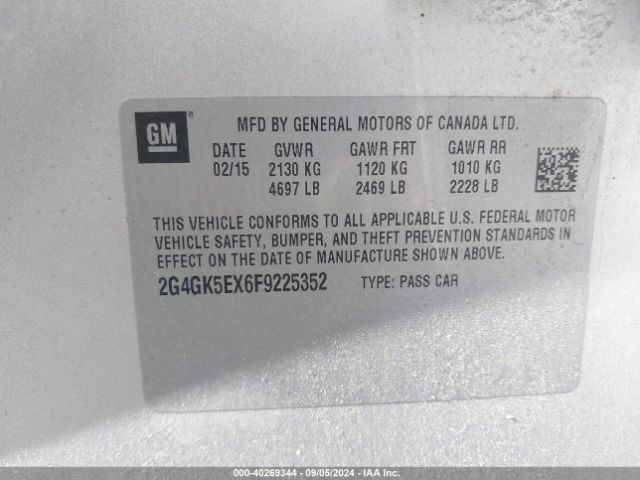 GM
MFD BY GENERAL MOTORS OF CANADA LTD.
DATE GVWR GAWR FRT GAWR RR
02/15 2130 KG 1120 KG 1010 KG
4697 LB 2469 LB 2228 LB
THIS VEHICLE CONFORMS TO ALL APPLICABLE U.S. FEDERAL MOTOR
VEHICLE SAFETY, BUMPER, AND THEFT PREVENTION STANDARDS IN
EFFECT ON THE DATE OF MANUFACTURE SHOWN ABOVE.
2G4GK5EX6F9225352 TYPE: PASS CAR
000-40269344 - 09/05/2024 - IAA Inc.